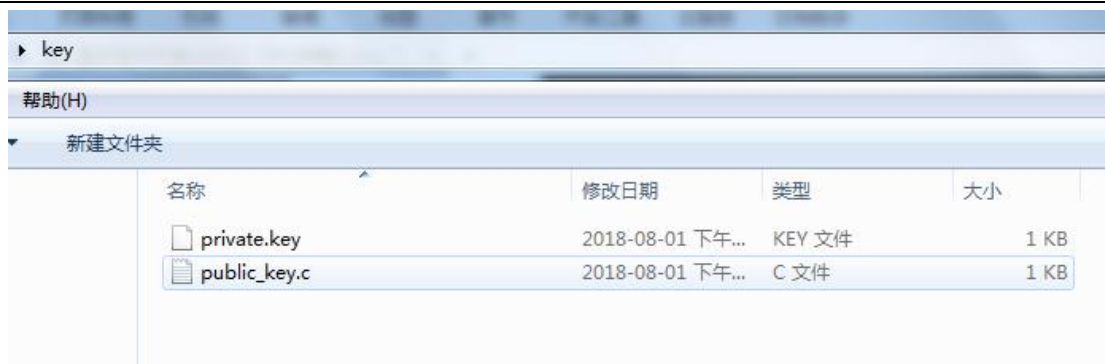 key
帮助(H)
新建文件夹
名称 修改日期 类型 大小
private.key 2018-08-01 下午... KEY 文件 1 KB
public_key.c 2018-08-01 下午... C 文件 1 KB